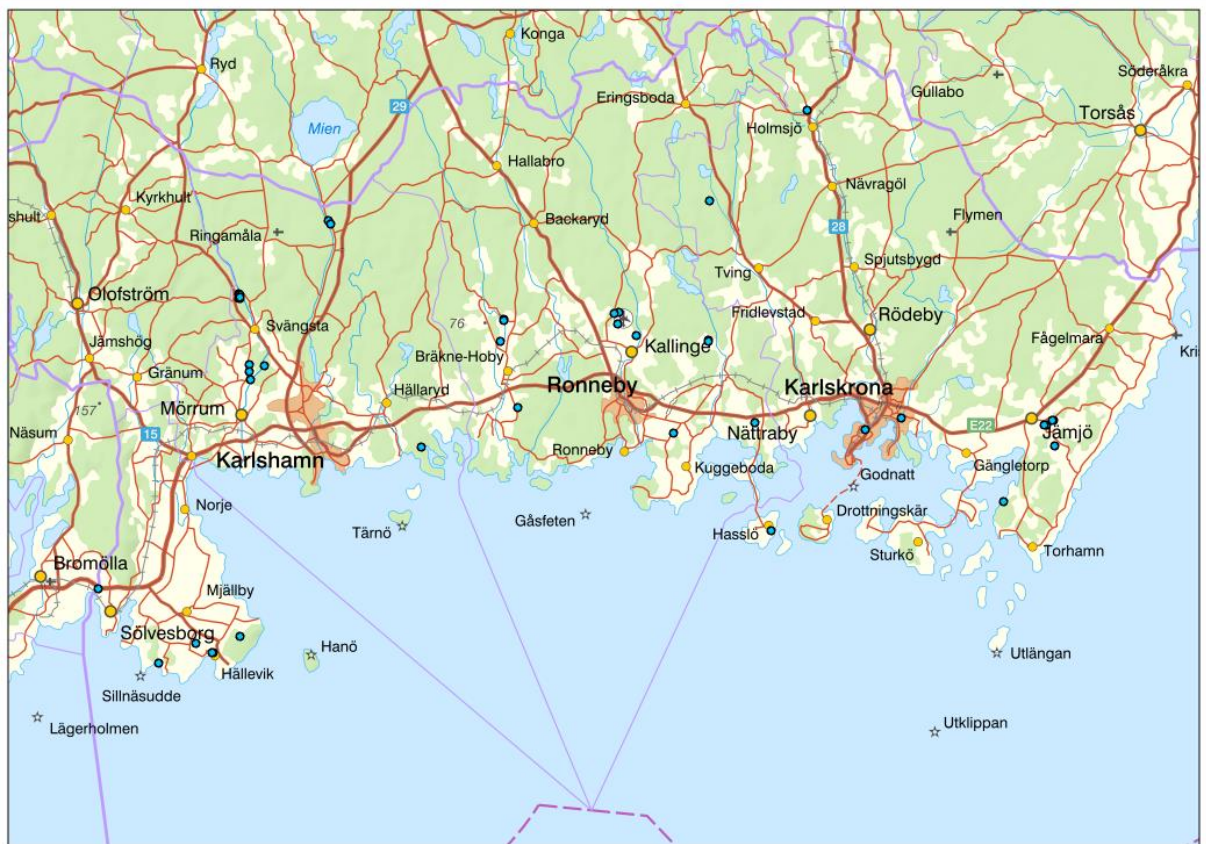 Konga
Ryd
Söderåkra
Gullabo
29
Eringsboda
Torsås
Mien
Holmsjö
Hallabro
Nävragöl
Kyrkhult
shult
Backaryd
Flymen
28
Ringamåla
Spjutsbygd
Tving
Olofström
Fridlevstad
Rödeby
76
Svängsta
Fågelmara
Jämshög
Kallinge
Kri
Bräkne-Hoby
Gränum
Ronneby
Karlskrona
Hällaryd
157
Mörrum
E22
Jämjö
15
Nättraby
Näsum
Ronneby
Karlshamn
Kuggeboda
Gängletorp
Godnatt
Norje
Drottningskär
Gåsfeten
Tärnö
Hasslö
Sturkö
Torhamn
Bromölla
Mjällby
Sölvesborg
Hanö
Utlängan
Hällevik
Sillnäsudde
Lägerholmen
Utklippan